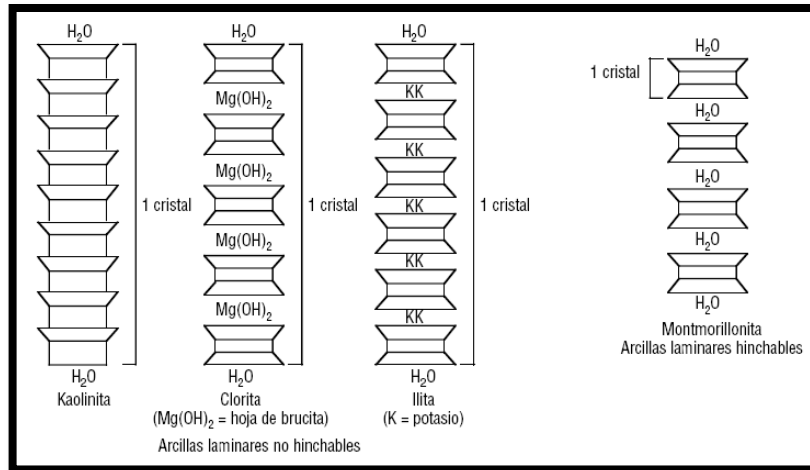 H₂O
1 cristal
H₂O
Kaolinita
H₂O
Mg(OH)₂
Mg(OH)₂
Mg(OH)₂
Mg(OH)₂
1 cristal
H₂O
Clorita
(Mg(OH)₂ = hoja de brucita)
H₂O
KK
KK
KK
KK
KK
1 cristal
H₂O
Ilita
(K = potasio)
Arcillas laminares no hinchables
H₂O
1 cristal
H₂O
H₂O
H₂O
H₂O
Montmorillonita
Arcillas laminares hinchables